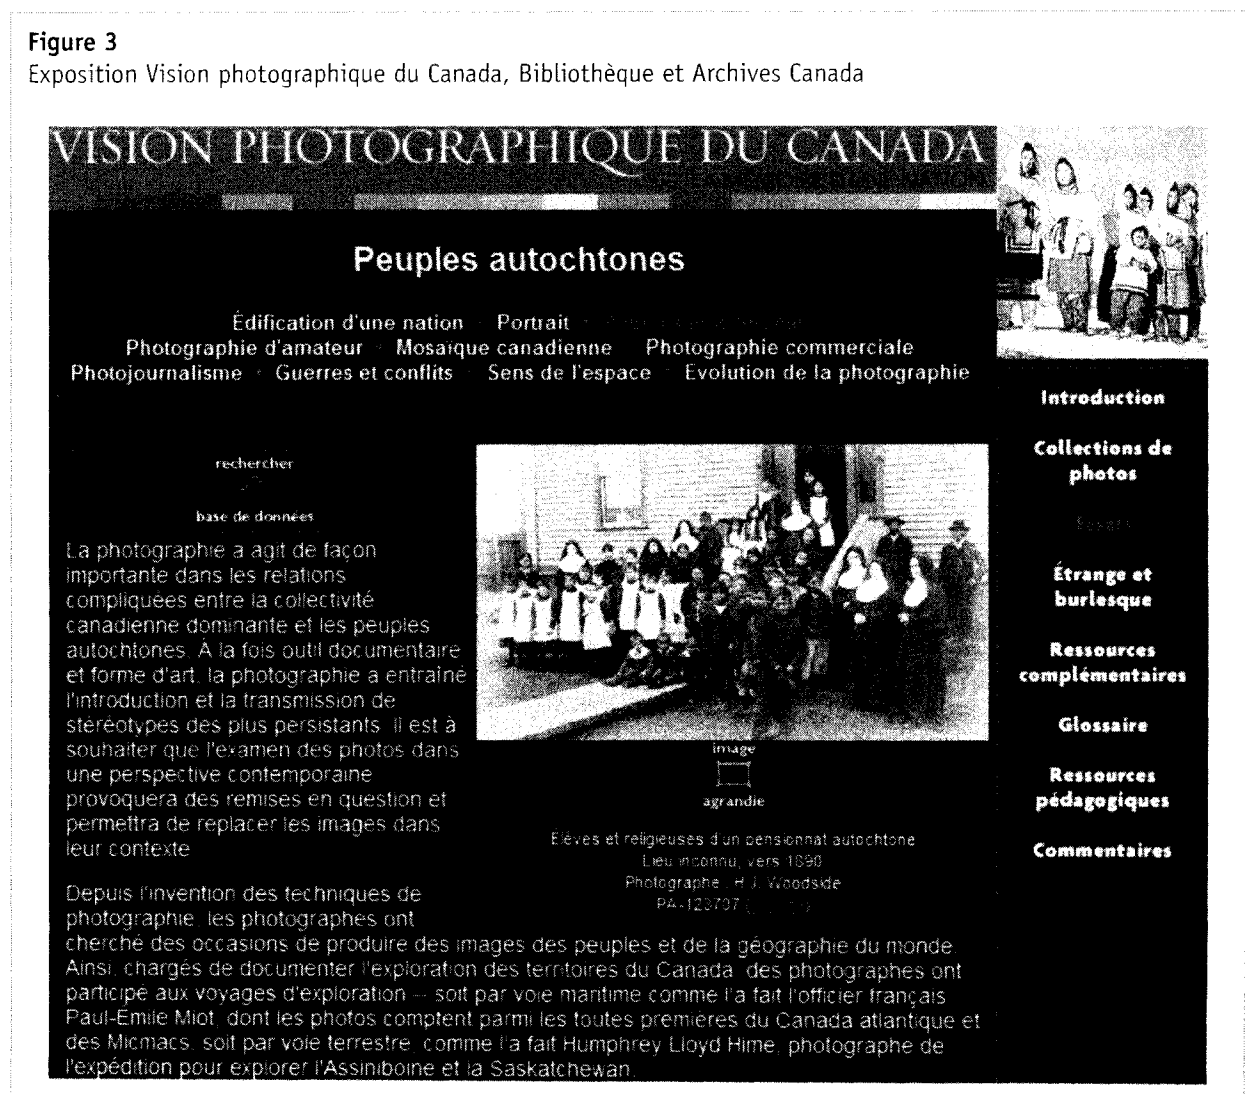 Figure 3
Exposition Vision photographique du Canada, Bibliothèque et Archives Canada
VISION PHOTOGRAPHIQUE DU CANADA
Peuples autochtones
Édification d'une nation Portrait
Photographie d'amateur Mosaïque canadienne Photographie commerciale
Photojournalisme Guerres et conflits Sens de l'espace Evolution de la photographie
rechercher
base de données
La photographie a agit de façon
importante dans les relations
compliquées entre la collectivité
canadienne dominante et les peuples
autochtones. À la fois outil documentaire
et forme d'art, la photographie a entraîné
l'introduction et la transmission de
stéréotypes des plus persistants. Il est à
souhaiter que l'examen des photos dans
une perspective contemporaine
provoquera des remises en question et
permettra de replacer les images dans
leur contexte
image
agrandie
Élèves et religieuses d'un pensionnat autochtone
Lieu inconnu, vers 1890
Photographe : H.J. Woodside
PA-123707
Depuis l'invention des techniques de
photographie, les photographes ont
cherché des occasions de produire des images des peuples et de la géographie du monde.
Ainsi, chargés de documenter l'exploration des territoires du Canada, des photographes ont
participé aux voyages d'exploration -- soit par voie maritime comme l'a fait l'officier français
Paul-Emile Miot, dont les photos comptent parmi les toutes premières du Canada atlantique et
des Micmacs, soit par voie terrestre, comme l'a fait Humphrey Lloyd Hime, photographe de
l'expédition pour explorer l'Assiniboine et la Saskatchewan.
Introduction
Collections de
photos
Essais
Étrange et
burlesque
Ressources
complémentaires
Glossaire
Ressources
pédagogiques
Commentaires